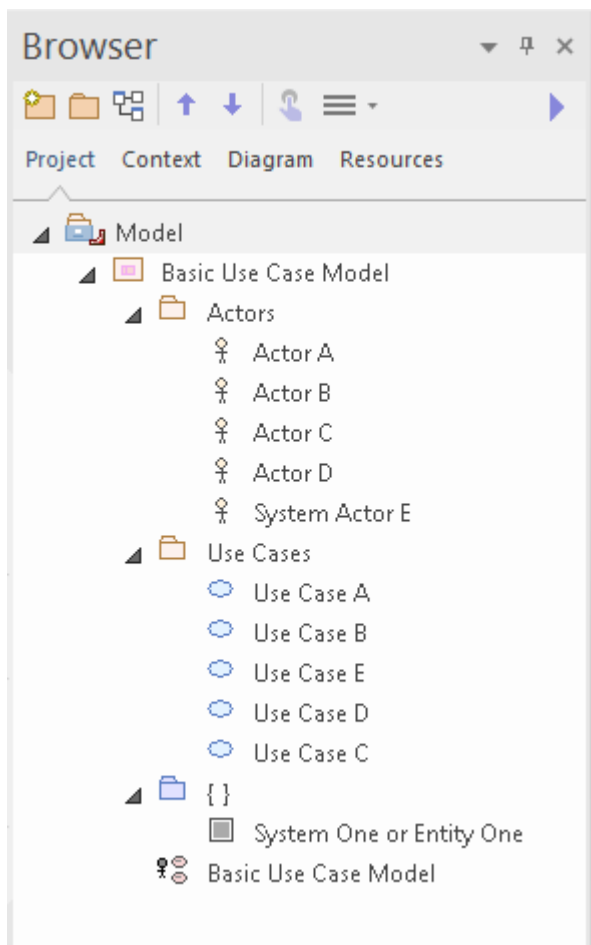 Browser
Project Context Diagram Resources
Model
Basic Use Case Model
Actors
Actor A
Actor B
Actor C
Actor D
System Actor E
Use Cases
Use Case A
Use Case B
Use Case E
Use Case D
Use Case C
{ }
System One or Entity One
Basic Use Case Model